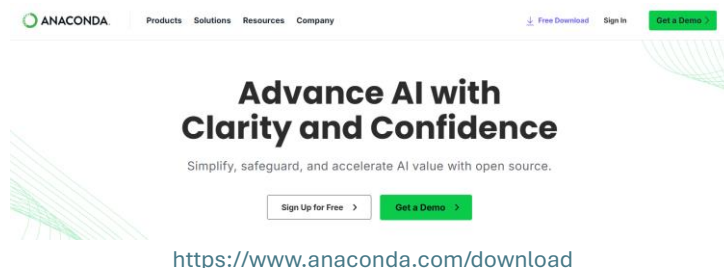 ANACONDA. Products Solutions Resources Company Free Download Sign In Get a Demo
Advance AI with
Clarity and Confidence
Simplify, safeguard, and accelerate AI value with open source.
Sign Up for Free Get a Demo
https://www.anaconda.com/download